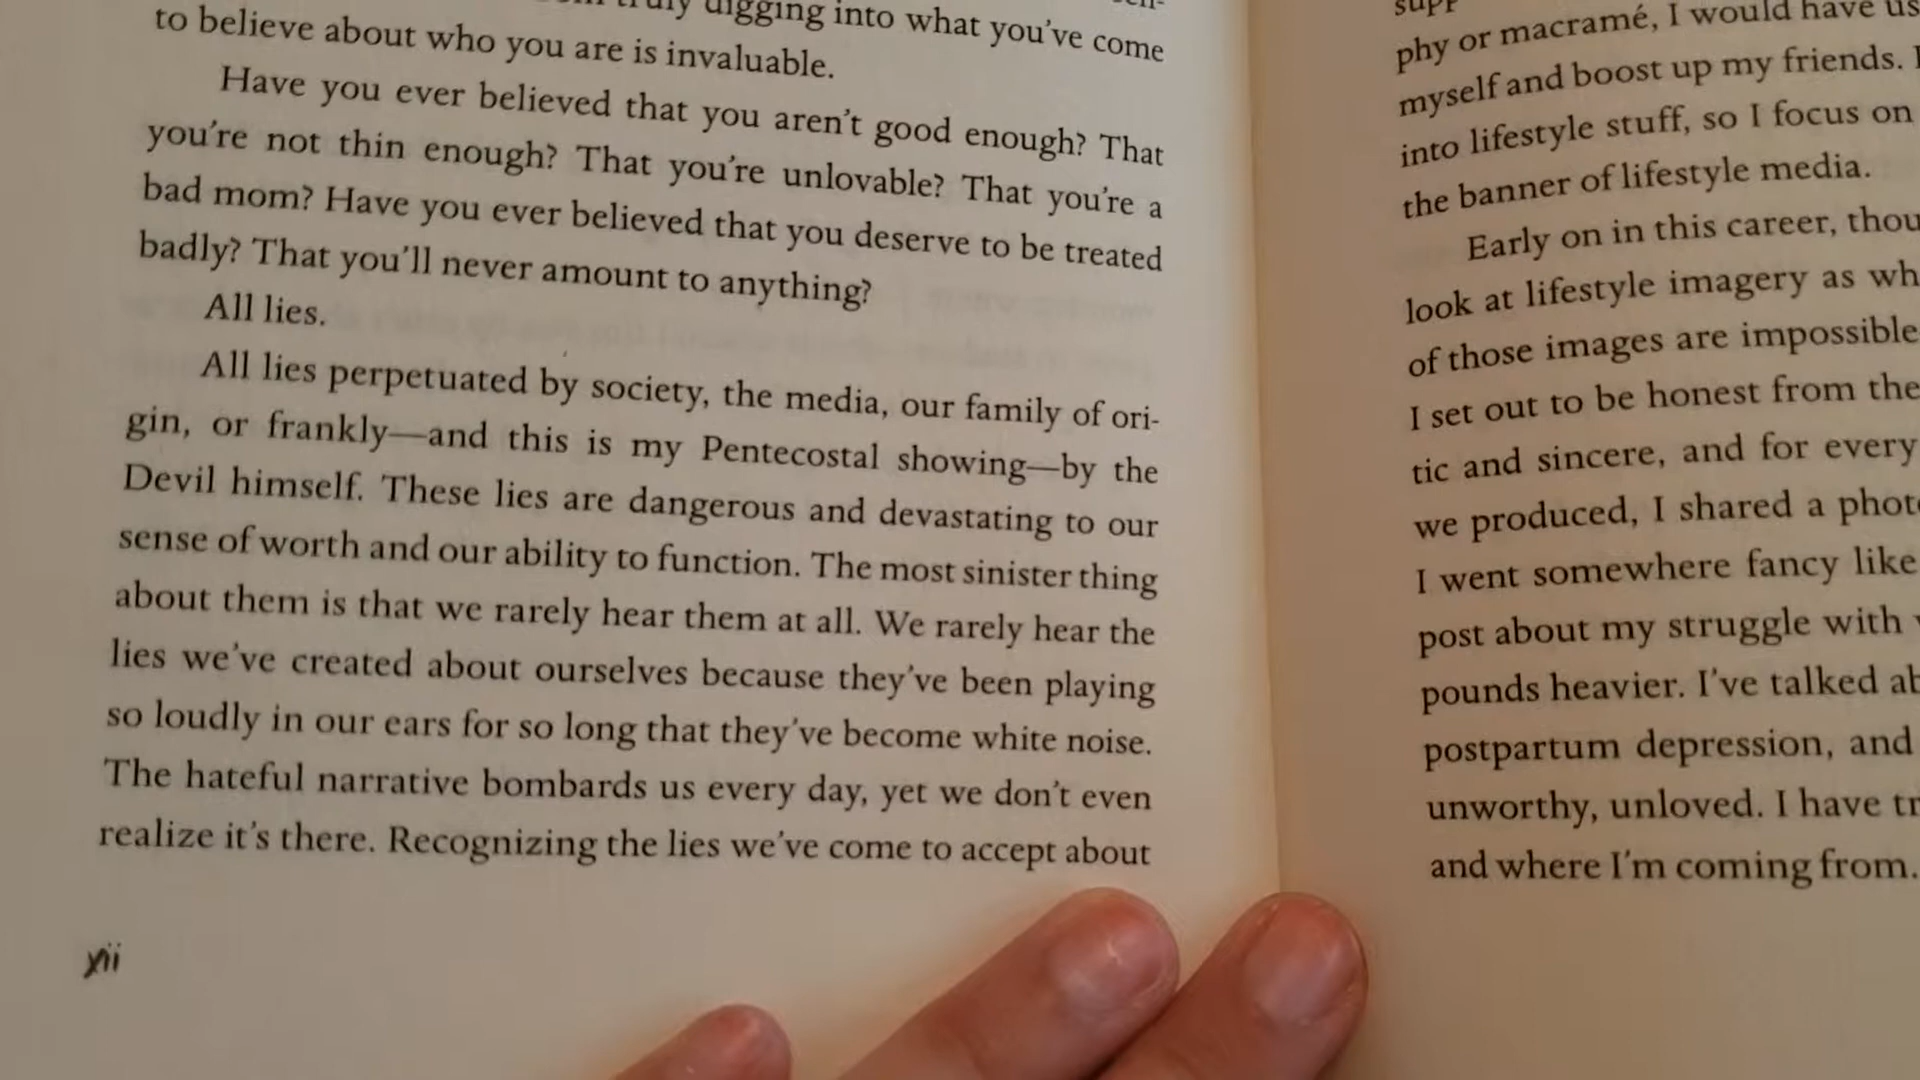 truly digging into what you've come
to believe about who you are is invaluable.
Have you ever believed that you aren't good enough? That
you're not thin enough? That you're unlovable? That you're a
bad mom? Have you ever believed that you deserve to be treated
badly? That you'll never amount to anything?
All lies.
All lies perpetuated by society, the media, our family of ori-
gin, or frankly—and this is my Pentecostal showing—by the
Devil himself. These lies are dangerous and devastating to our
sense of worth and our ability to function. The most sinister thing
about them is that we rarely hear them at all. We rarely hear the
lies we've created about ourselves because they've been playing
so loudly in our ears for so long that they've become white noise.
The hateful narrative bombards us every day, yet we don't even
realize it's there. Recognizing the lies we've come to accept about
xii
phy or macramé, I would have us
myself and boost up my friends.
into lifestyle stuff, so I focus on
the banner of lifestyle media.
Early on in this career, thou
look at lifestyle imagery as wh
of those images are impossible
I set out to be honest from the
tic and sincere, and for every
we produced, I shared a phot
I went somewhere fancy like
post about my struggle with
pounds heavier. I've talked ab
postpartum depression, and
unworthy, unloved. I have tr
and where I'm coming from.